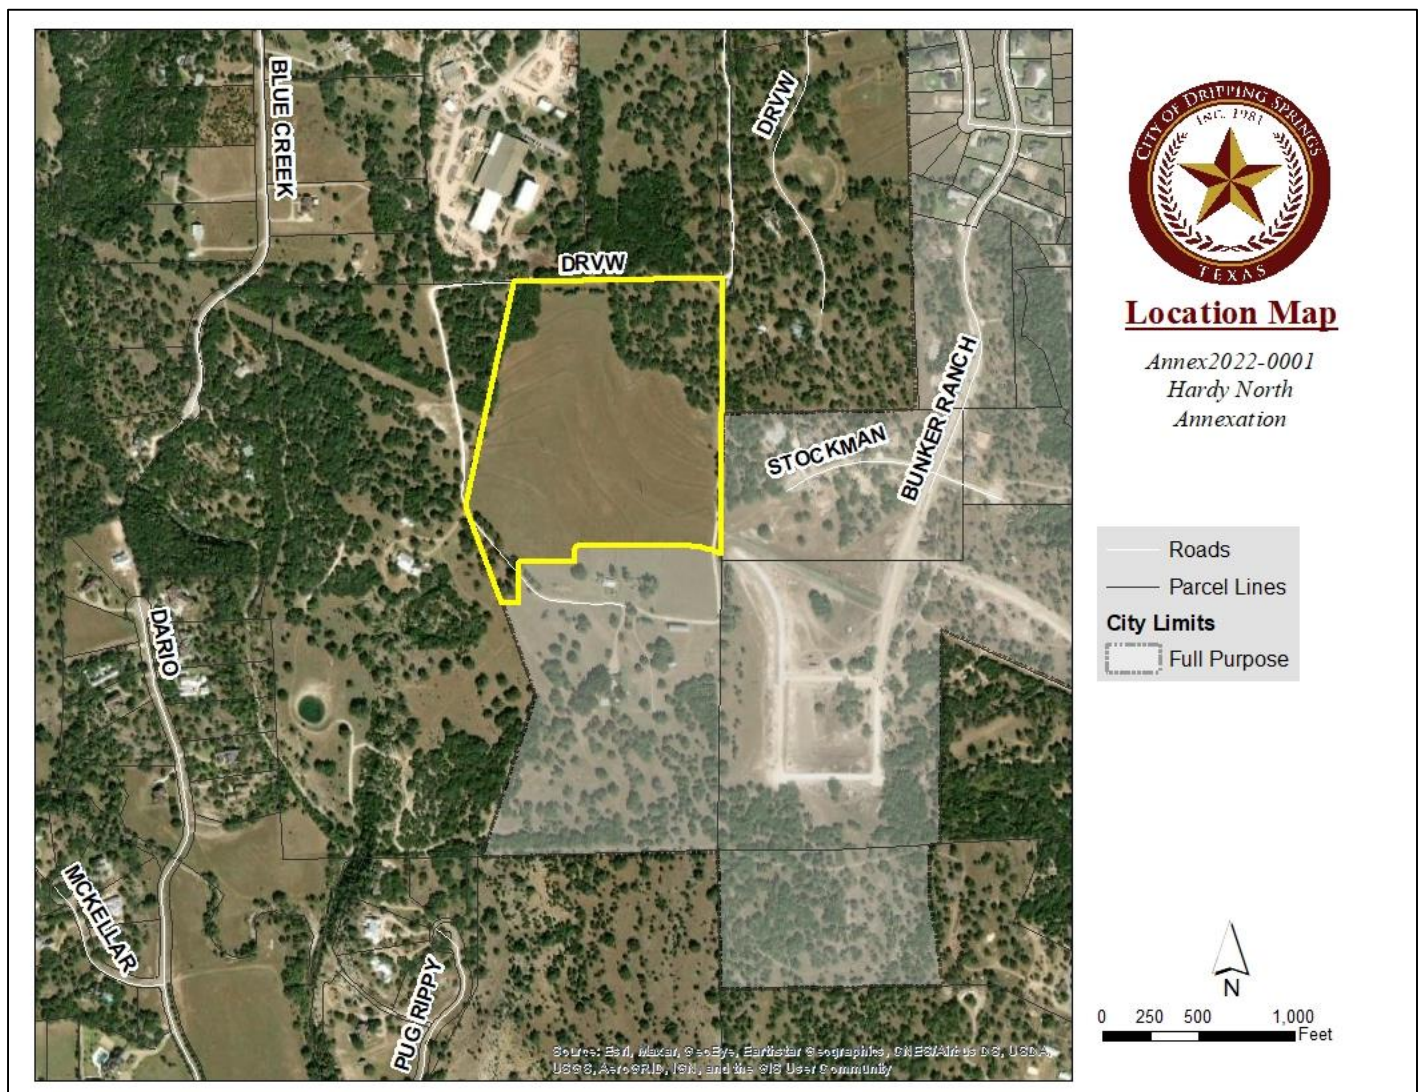 BLUE CREEK
DRVW
DRVW
STOCKMAN
BUNKER RANCH
DARIO
MCKELLAR
PUG RIPPY
Source: Esri, Maxar, GeoEye, Earthstar Geographics, CNES/Airbus DS, USDA,
USGS, AeroGRID, IGN, and the GIS User Community
CITY OF DRIPPING SPRINGS
INC. 1981
TEXAS
Location Map
Annex2022-0001
Hardy North
Annexation
Roads
Parcel Lines
City Limits
Full Purpose
N
0 250 500 1,000
Feet